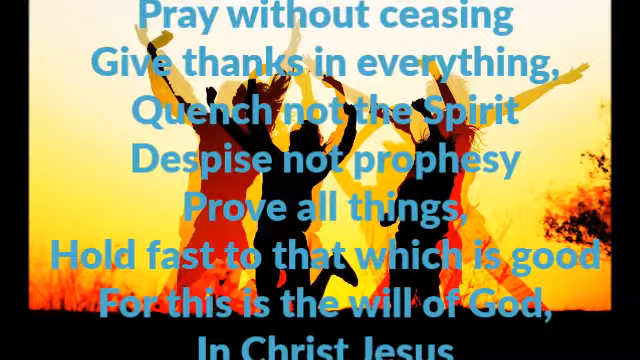 Pray without ceasing
Give thanks in everything,
Quench not the Spirit
Despise not prophesy
Prove all things,
Hold fast to that which is good
For this is the will of God,
In Christ Jesus